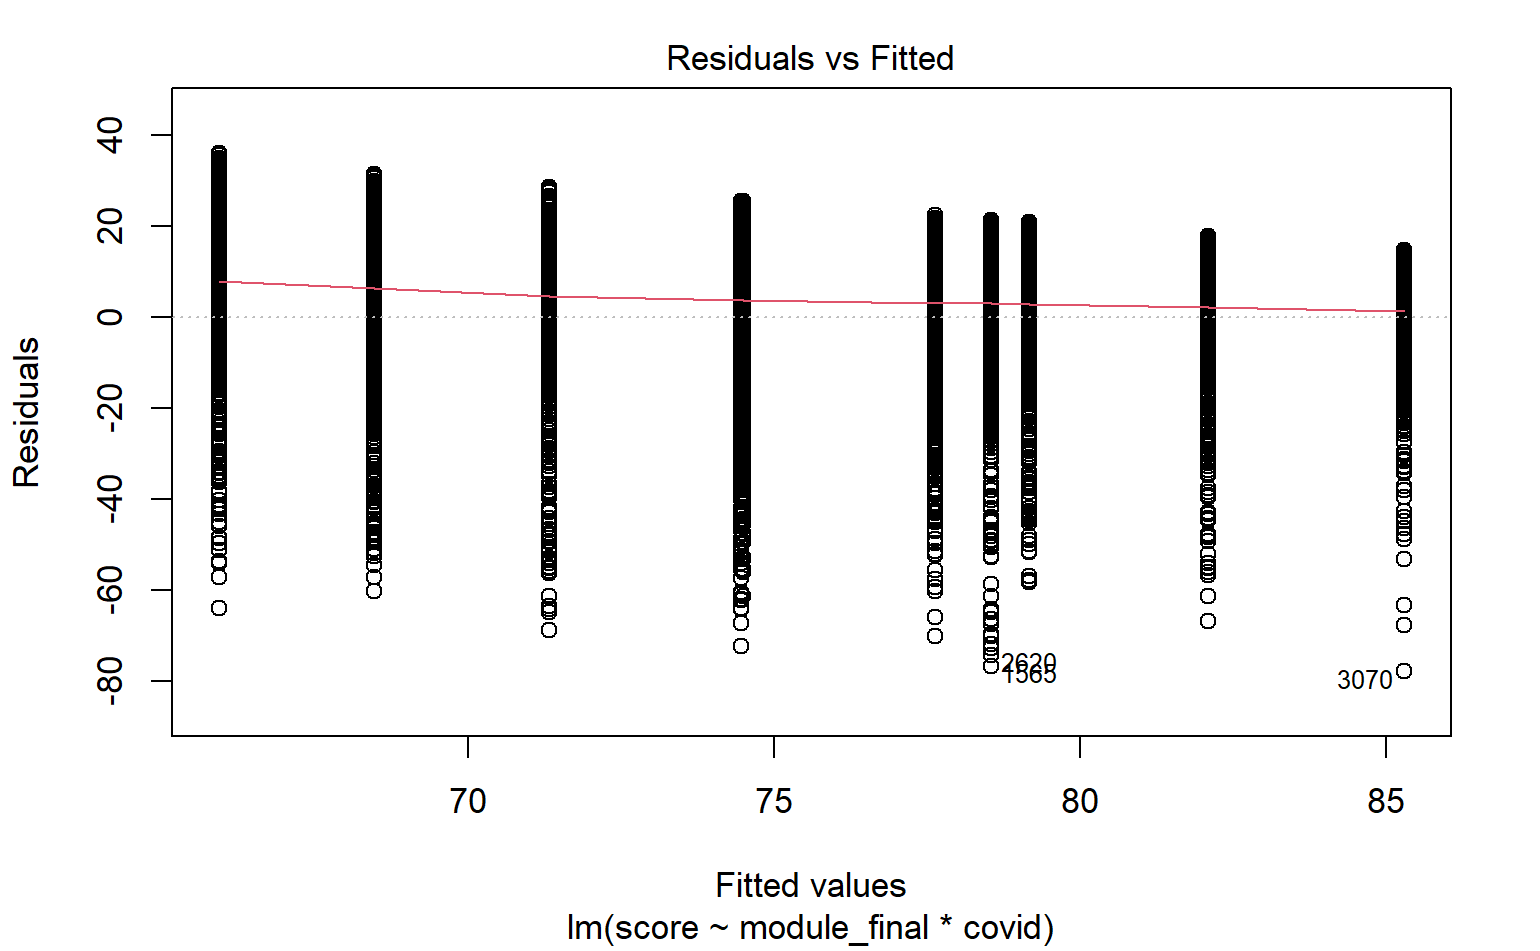 Residuals vs Fitted
Residuals
40
20
0
-20
-40
-60
-80
2620
1565
3070
70 75 80 85
Fitted values
lm(score ~ module_final * covid)